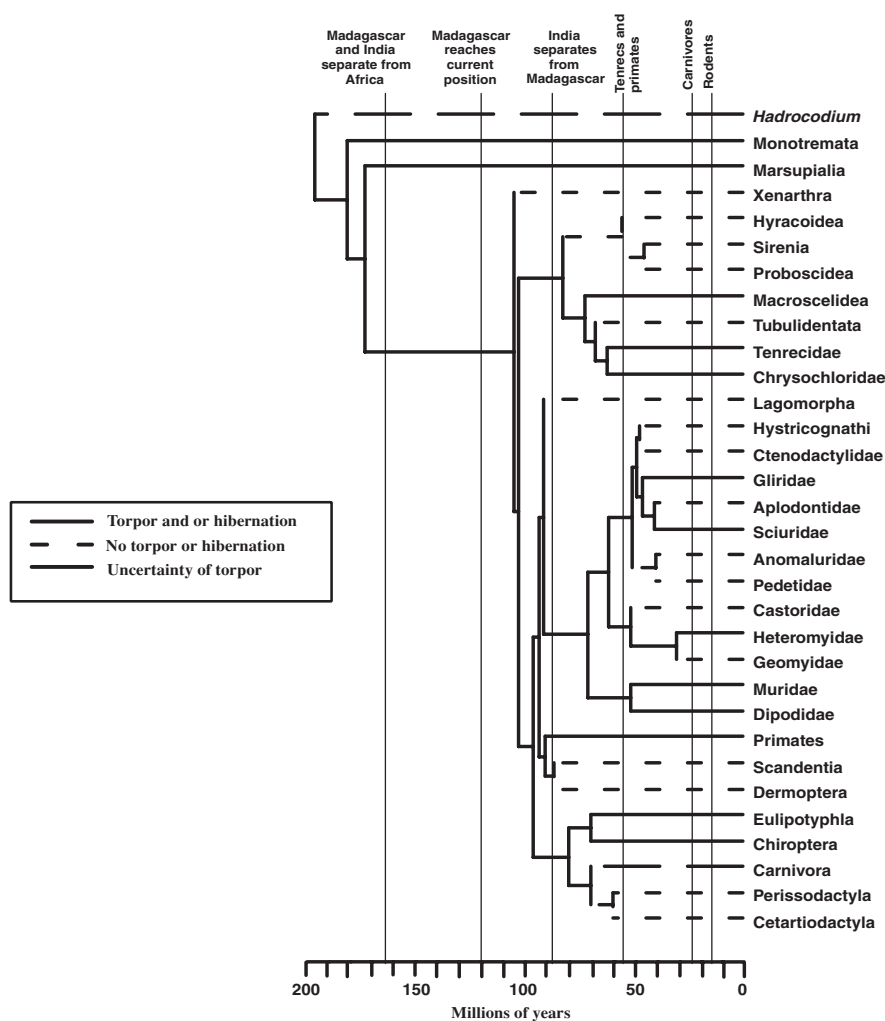 Madagascar
and India
separate from
Africa
Madagascar
reaches
current
position
India
separates
from
Madagascar
Tenrecs and
primates
Carnivores
Rodents
Hadrocodium
Monotremata
Marsupialia
Xenarthra
Hyracoidea
Sirenia
Proboscidea
Macroscelidea
Tubulidentata
Tenrecidae
Chrysochloridae
Lagomorpha
Hystricognathi
Ctenodactylidae
Gliridae
Aplodontidae
Sciuridae
Anomaluridae
Pedetidae
Castoridae
Heteromyidae
Geomyidae
Muridae
Dipodidae
Primates
Scandentia
Dermoptera
Eulipotyphla
Chiroptera
Carnivora
Perissodactyla
Cetartiodactyla
Torpor and or hibernation
No torpor or hibernation
Uncertainty of torpor
200 150 100 50 0
Millions of years